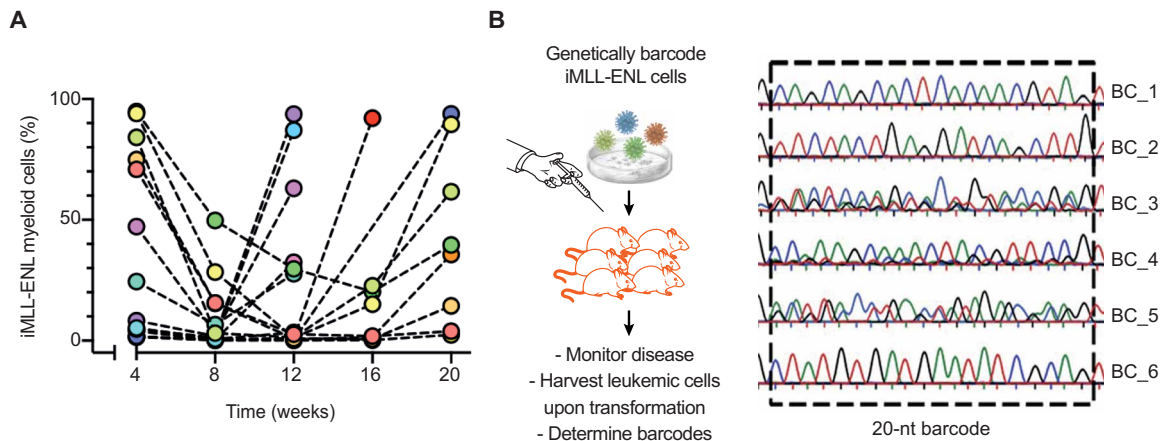 A
iMLL-ENL myeloid cells (%)
100
50
0
4
8
12
16
20
Time (weeks)
B
Genetically barcode
iMLL-ENL cells
- Monitor disease
- Harvest leukemic cells
upon transformation
- Determine barcodes
BC_1
BC_2
BC_3
BC_4
BC_5
BC_6
20-nt barcode